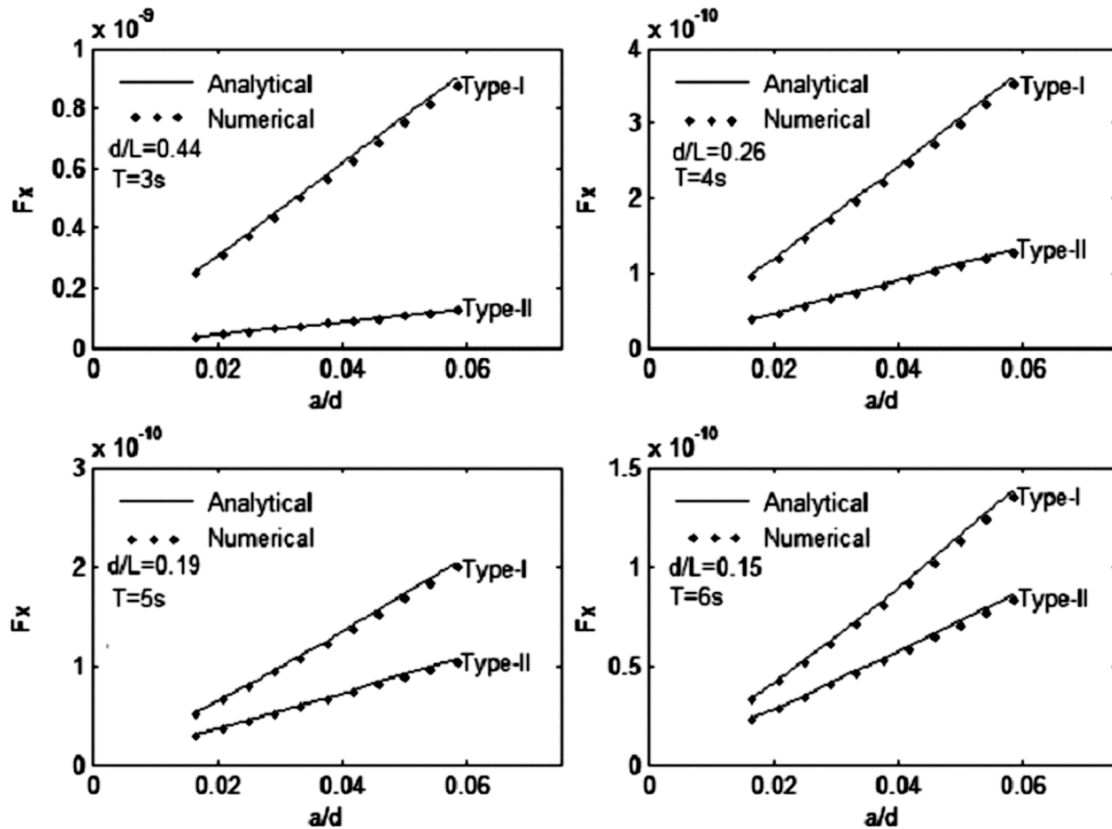 x 10^-9
1
0.8
0.6
0.4
0.2
0
Fx
Analytical
Numerical
d/L=0.44
T=3s
Type-I
Type-II
0
0.02
0.04
0.06
a/d
x 10^-10
4
3
2
1
0
Fx
Analytical
Numerical
d/L=0.26
T=4s
Type-I
Type-II
0
0.02
0.04
0.06
a/d
x 10^-10
3
2
1
0
Fx
Analytical
Numerical
d/L=0.19
T=5s
Type-I
Type-II
0
0.02
0.04
0.06
a/d
x 10^-10
1.5
1
0.5
0
Fx
Analytical
Numerical
d/L=0.15
T=6s
Type-I
Type-II
0
0.02
0.04
0.06
a/d